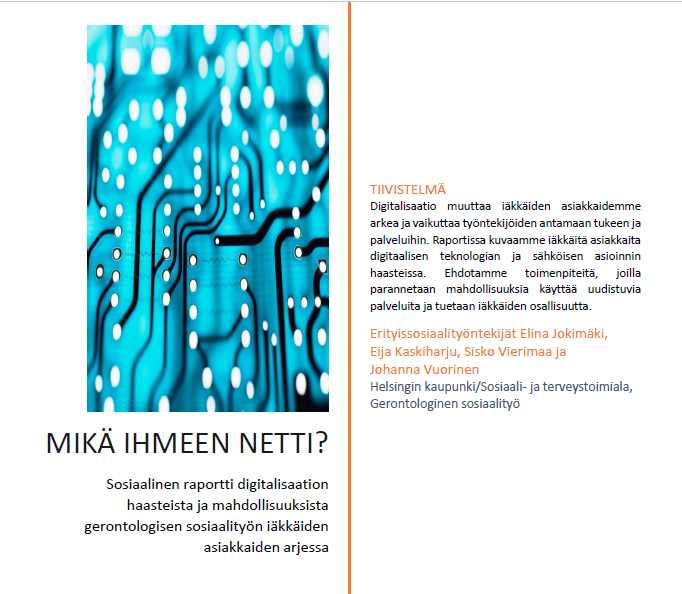 MIKÄ IHMEEN NETTI?
Sosiaalinen raportti digitalisaation
haasteista ja mahdollisuuksista
gerontologisen sosiaalityön iäkkäiden
asiakkaiden arjessa
TIIVISTELMÄ
Digitalisaatio muuttaa iäkkäiden asiakkaidemme
arkea ja vaikuttaa työntekijöiden antamaan tukeen ja
palveluihin. Raportissa kuvaamme iäkkäitä asiakkaita
digitaalisen teknologian ja sähköisen asioinnin
haasteissa. Ehdotamme toimenpiteitä, joilla
parannetaan mahdollisuuksia käyttää uudistuvia
palveluita ja tuetaan iäkkäiden osallisuutta.
Erityissosiaalityöntekijät Elina Jokimäki,
Eija Kaskiharju, Sisko Vierimaa ja
Johanna Vuorinen
Helsingin kaupunki/Sosiaali- ja terveystoimiala,
Gerontologinen sosiaalityö